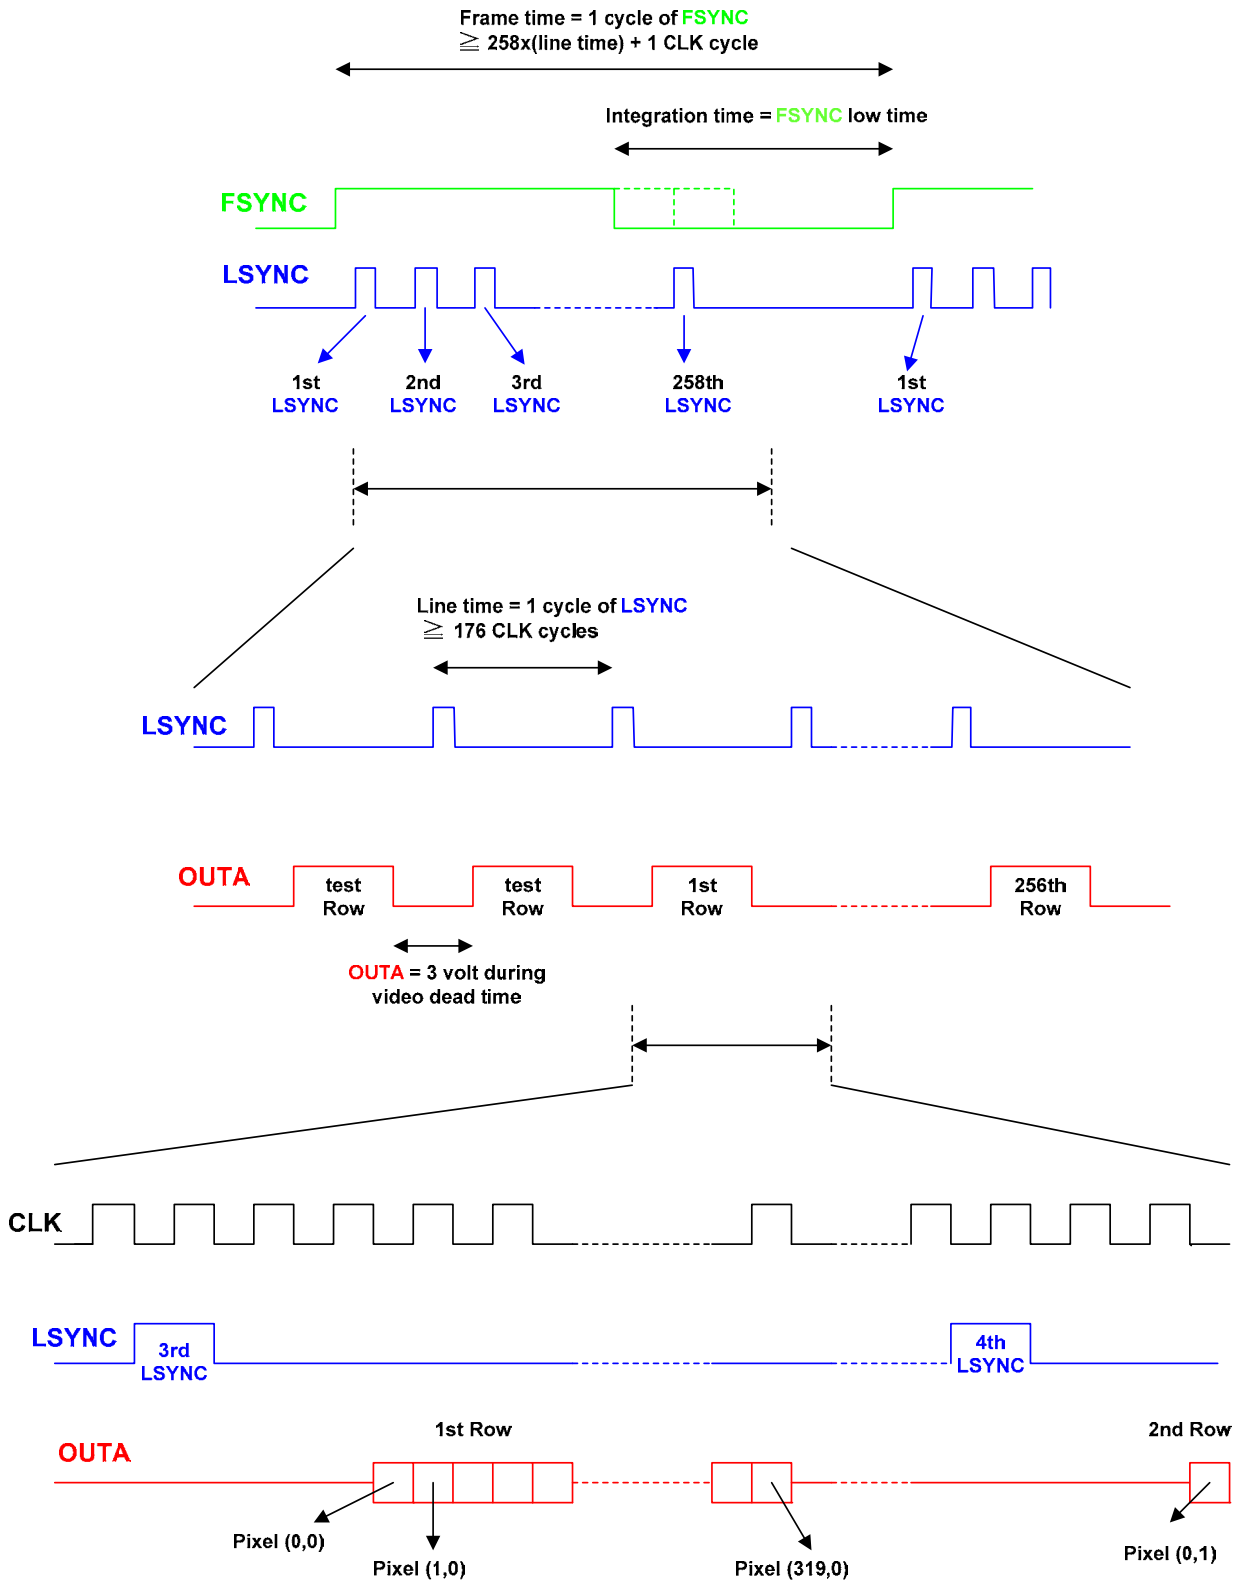 Frame time = 1 cycle of FSYNC
≧ 258x(line time) + 1 CLK cycle
Integration time = FSYNC low time
FSYNC
LSYNC
1st
LSYNC
2nd
LSYNC
3rd
LSYNC
258th
LSYNC
1st
LSYNC
Line time = 1 cycle of LSYNC
≧ 176 CLK cycles
LSYNC
OUTA
test
Row
test
Row
1st
Row
256th
Row
OUTA = 3 volt during
video dead time
CLK
LSYNC
3rd
LSYNC
4th
LSYNC
1st Row
2nd Row
OUTA
Pixel (0,0)
Pixel (1,0)
Pixel (319,0)
Pixel (0,1)